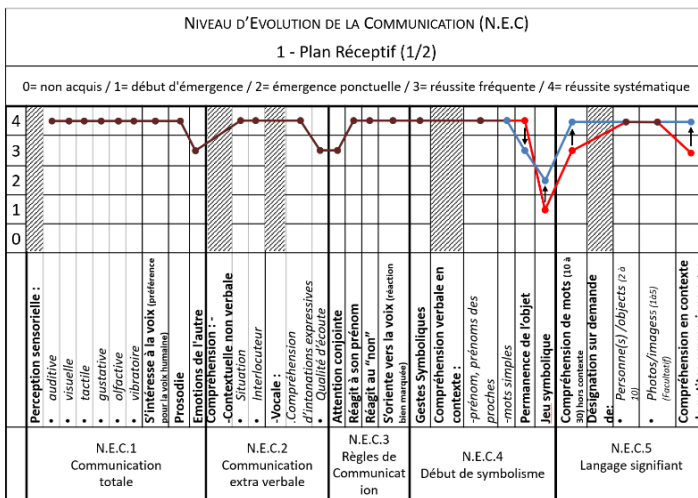 NIVEAU D'EVOLUTION DE LA COMMUNICATION (N.E.C)
1 - Plan Réceptif (1/2)
0= non acquis / 1= début d'émergence / 2= émergence ponctuelle / 3= réussite fréquente / 4= réussite systématique
4
3
2
1
0
Perception sensorielle :
• auditive
• visuelle
• tactile
• gustative
• olfactive
• vibratoire
S'intéresse à la voix (préférence
pour la voix humaine)
Prosodie
Emotions de l'autre
Compréhension : -
-Contextuelle non verbale
• Situation
• Interlocuteur
-Vocale :
.Compréhension
d'intonations expressives
• Qualité d'écoute
Attention conjointe
Réagit à son prénom
Réagit au "non"
S'oriente vers la voix (réaction
bien marquée)
Gestes Symboliques
Compréhension verbale en
contexte :
-prénom, prénoms des
proches
-mots simples
Permanence de l'objet
Jeu symbolique
Compréhension de mots (10 à
30) hors contexte
Désignation sur demande
de:
• Personne(s) /objects (2 à
10)
• Photos/imagess (1à5)
(Facultatif)
Compréhension en contexte
N.E.C.1
Communication
totale
N.E.C.2
Communication
extra verbale
N.E.C.3
Règles de
Communicat
ion
N.E.C.4
Début de symbolisme
N.E.C.5
Langage signifiant